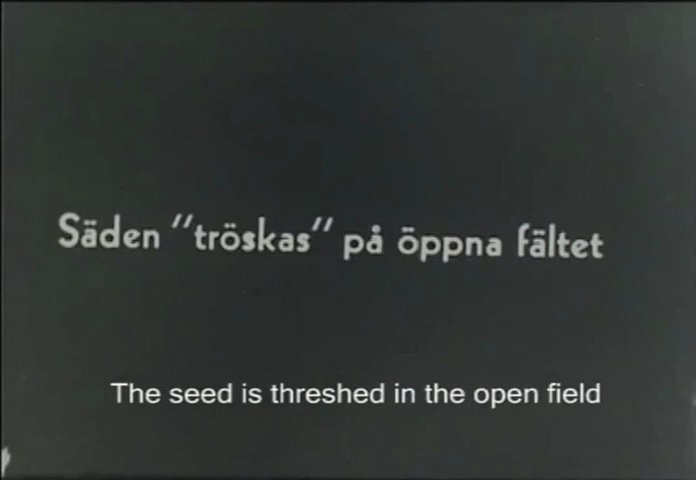 Säden "tröskas" på öppna fältet
The seed is threshed in the open field